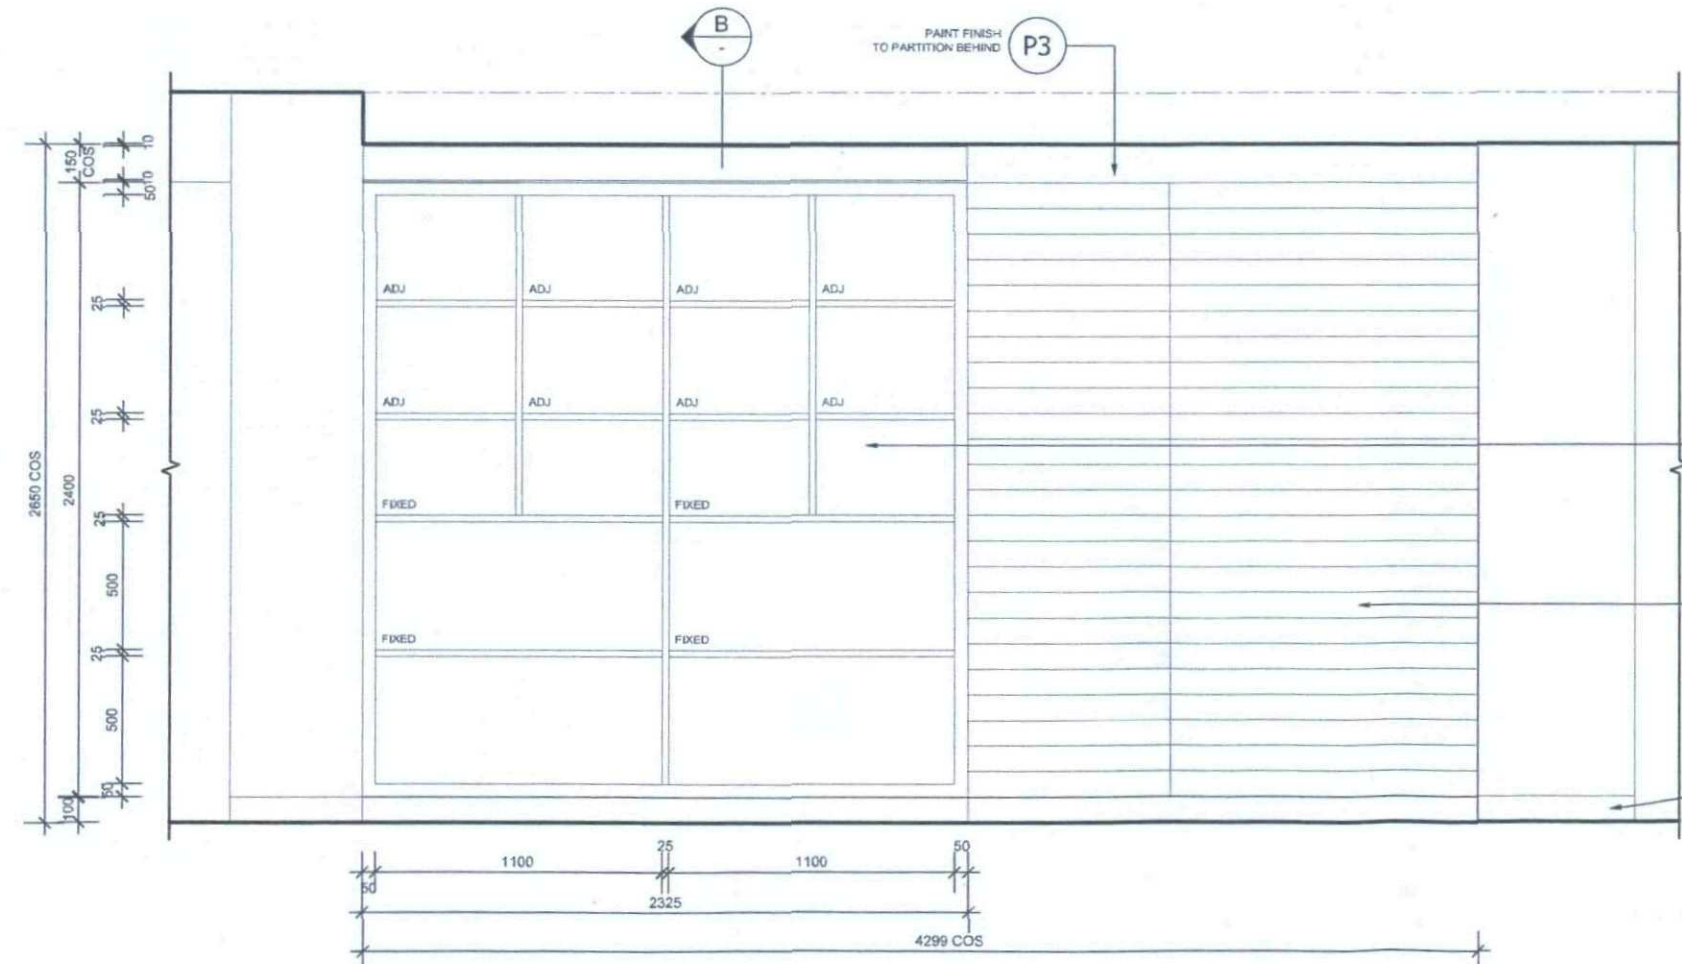 B
-
PAINT FINISH
TO PARTITION BEHIND
P3
10
150
COS
10
50
ADJ
ADJ
ADJ
ADJ
25
ADJ
ADJ
ADJ
ADJ
25
2650 COS
2400
FIXED
FIXED
25
500
FIXED
FIXED
25
500
50
100
1100
25
1100
50
50
2325
4299 COS